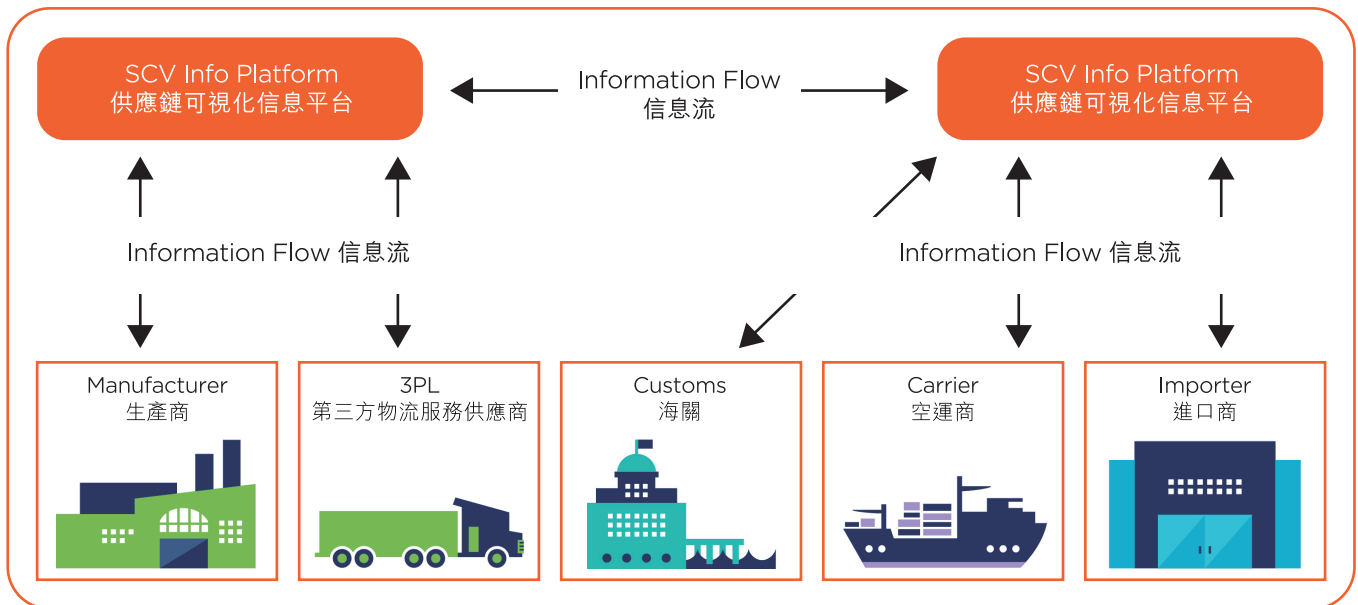 SCV Info Platform
供應鏈可視化信息平台
Information Flow
信息流
SCV Info Platform
供應鏈可視化信息平台
Information Flow 信息流
Information Flow 信息流
Manufacturer
生產商
3PL
第三方物流服務供應商
Customs
海關
Carrier
空運商
Importer
進口商